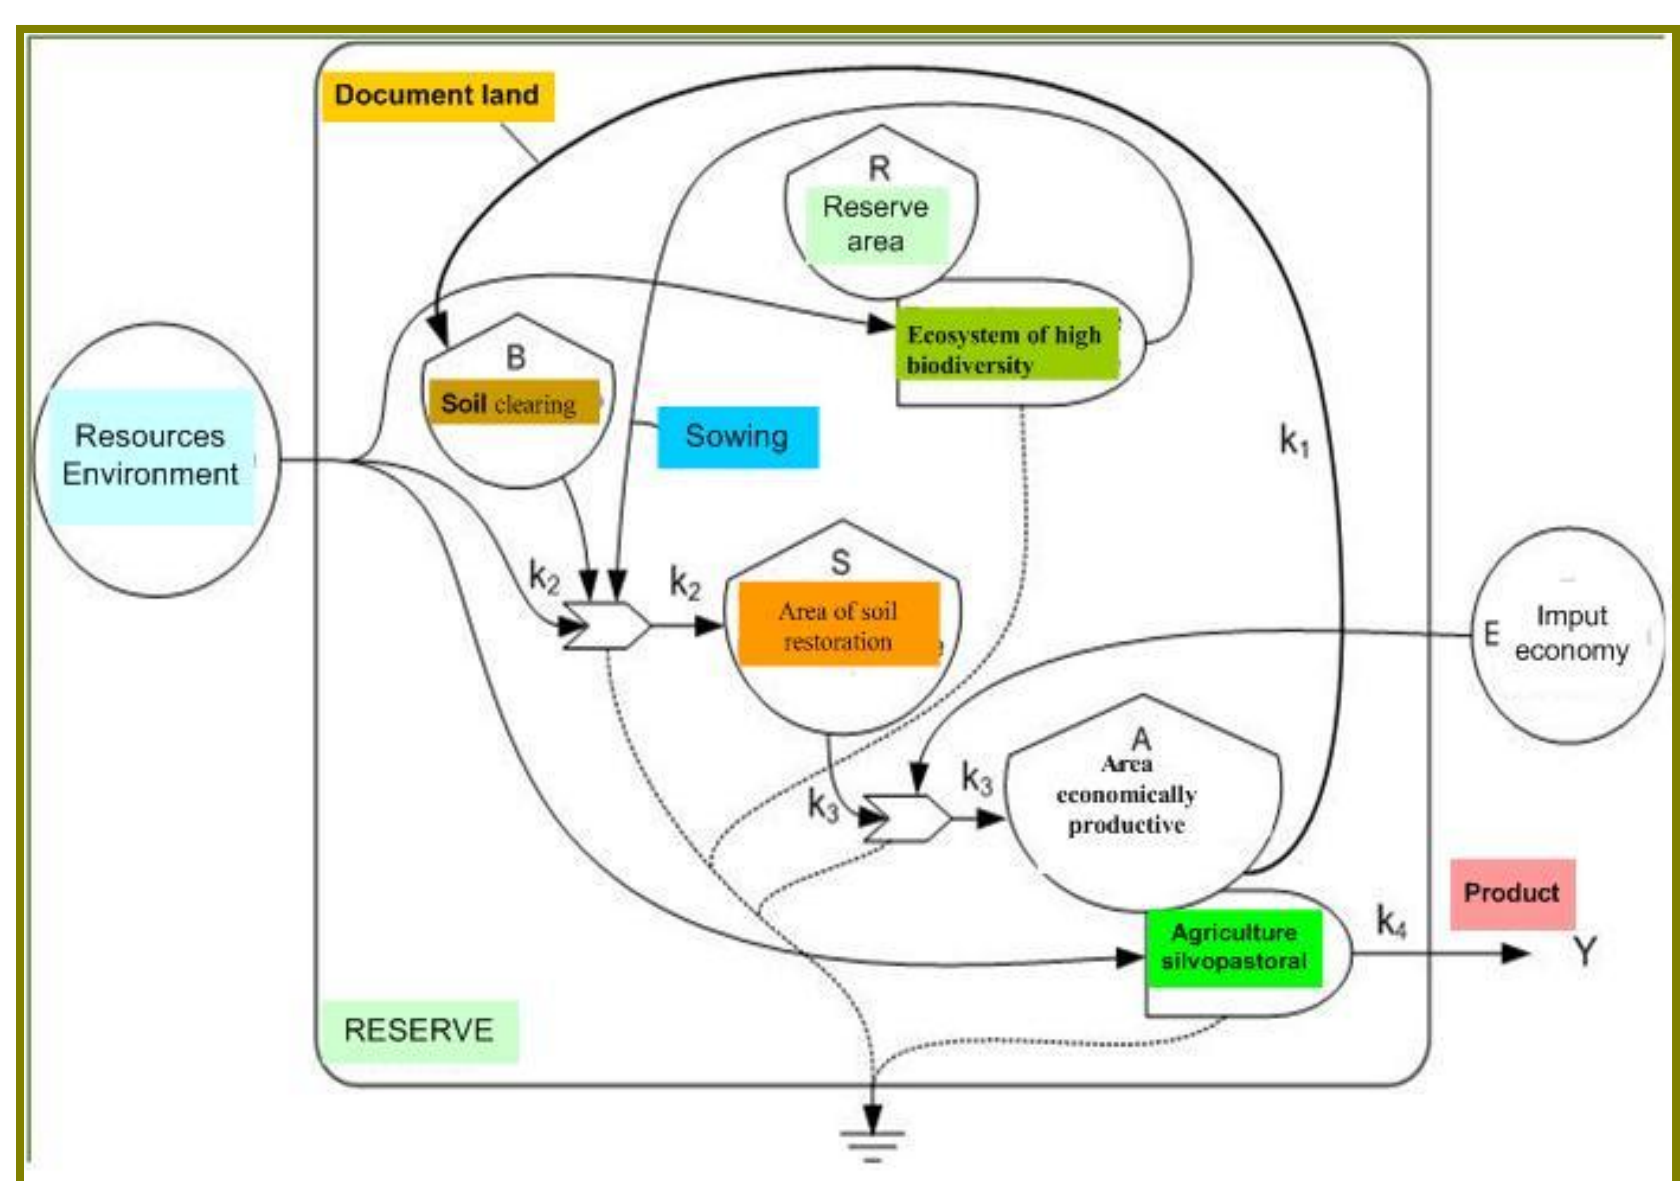 Document land
R
Reserve
area
Ecosystem of high
biodiversity
B
Soil clearing
Resources
Environment
Sowing
k1
k2
k2
S
Area of soil
restoration
E
Imput
economy
k3
k3
A
Area
economically
productive
Product
k4
Y
Agriculture
silvopastoral
RESERVE